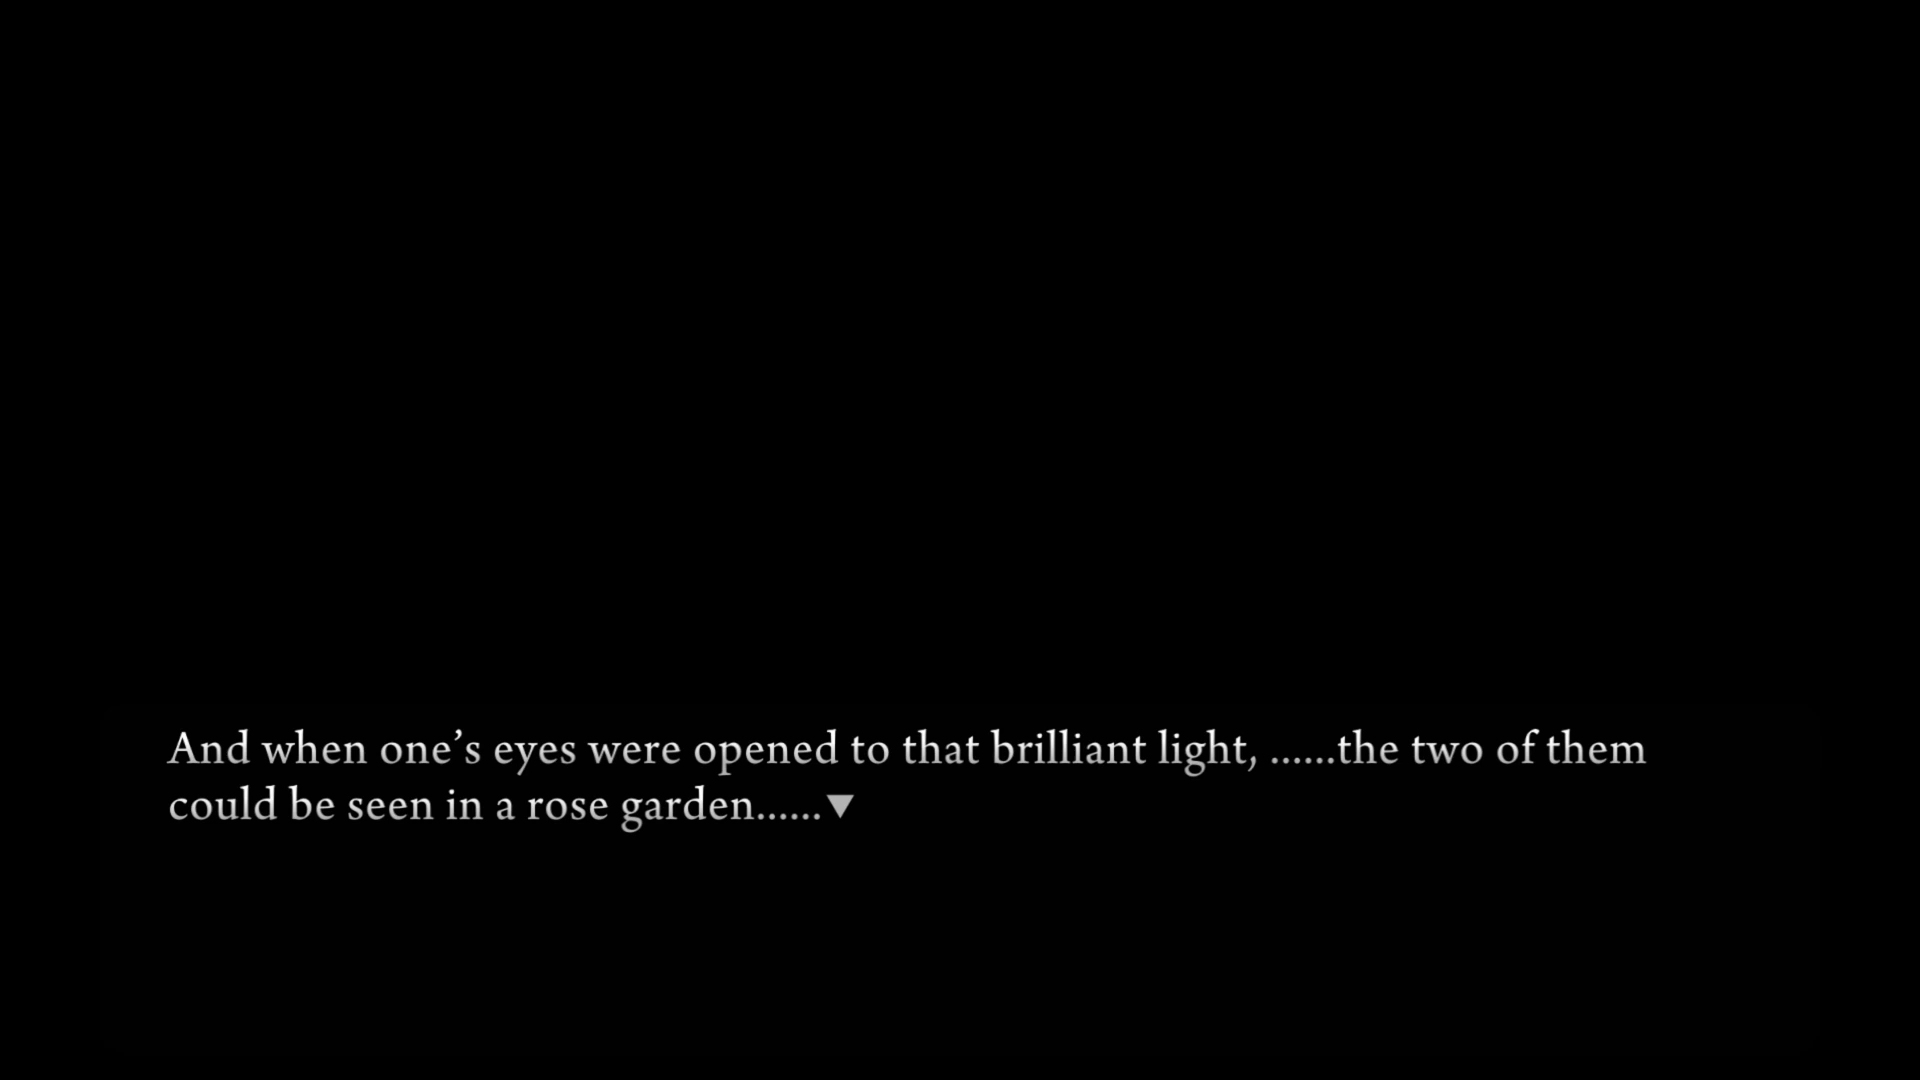 And when one’s eyes were opened to that brilliant light, ......the two of them
could be seen in a rose garden......▼